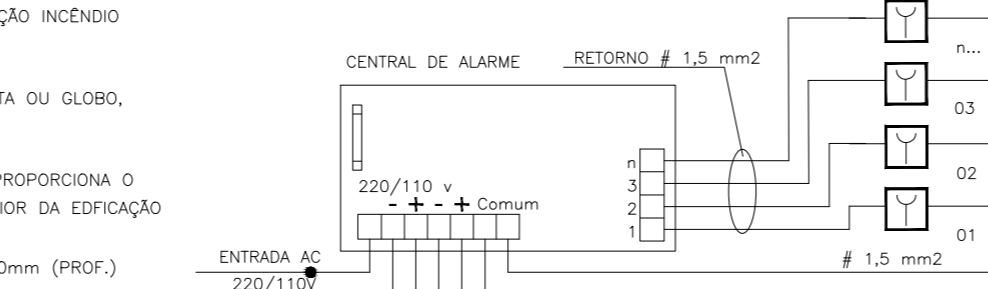 ÇÃO INCÊNDIO
TA OU GLOBO,
PROPORCIONA O
IOR DA EDFICAÇÃO
0mm (PROF.)
CENTRAL DE ALARME
RETORNO # 1,5 mm2
220/110 v
- + - + Comum
n
3
2
1
ENTRADA AC
220/110V
n...
03
02
01
# 1,5 mm2